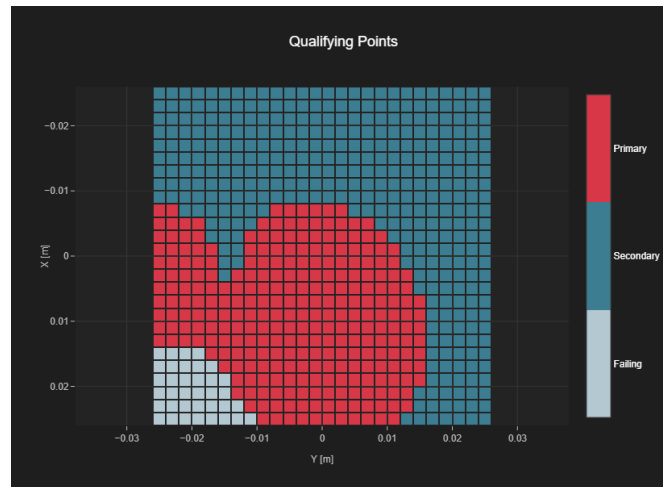 Qualifying Points
−0.02
−0.01
0
0.01
0.02
X [m]
−0.03 −0.02 −0.01 0 0.01 0.02 0.03
Y [m]
Primary
Secondary
Failing